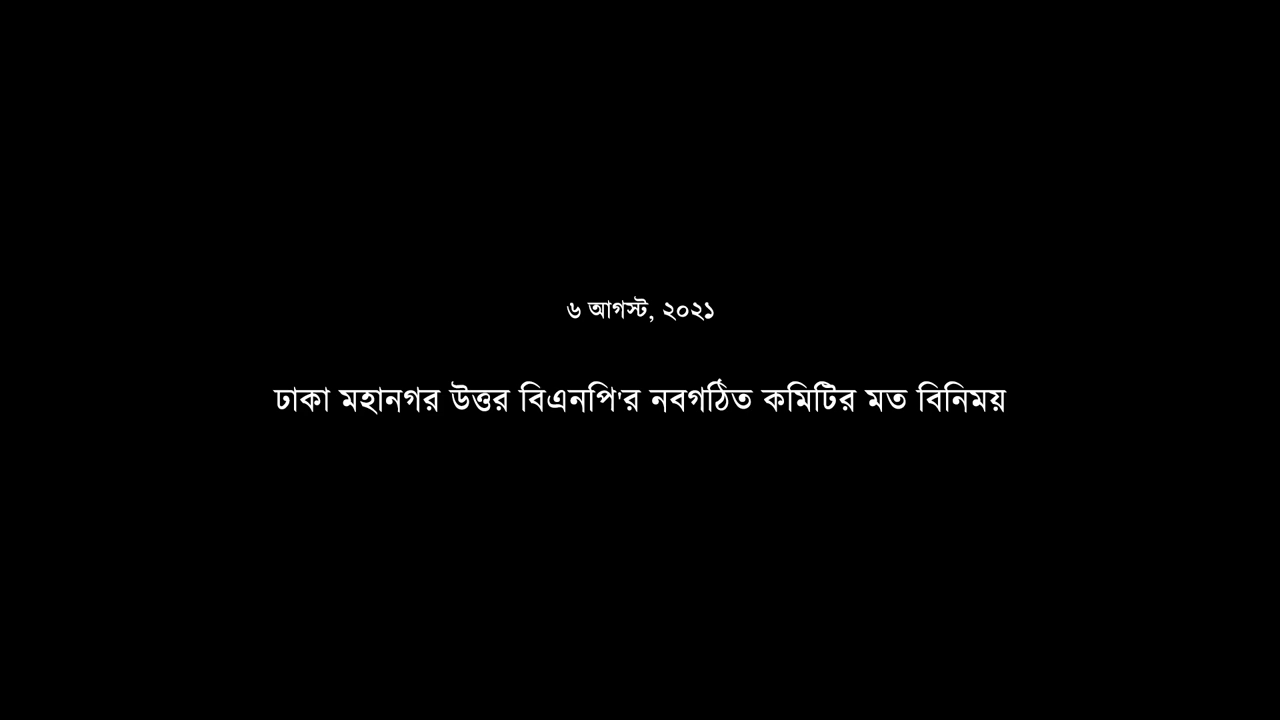 ৬ আগস্ট, ২০২১
ঢাকা মহানগর উত্তর বিএনপি'র নবগঠিত কমিটির মত বিনিময়